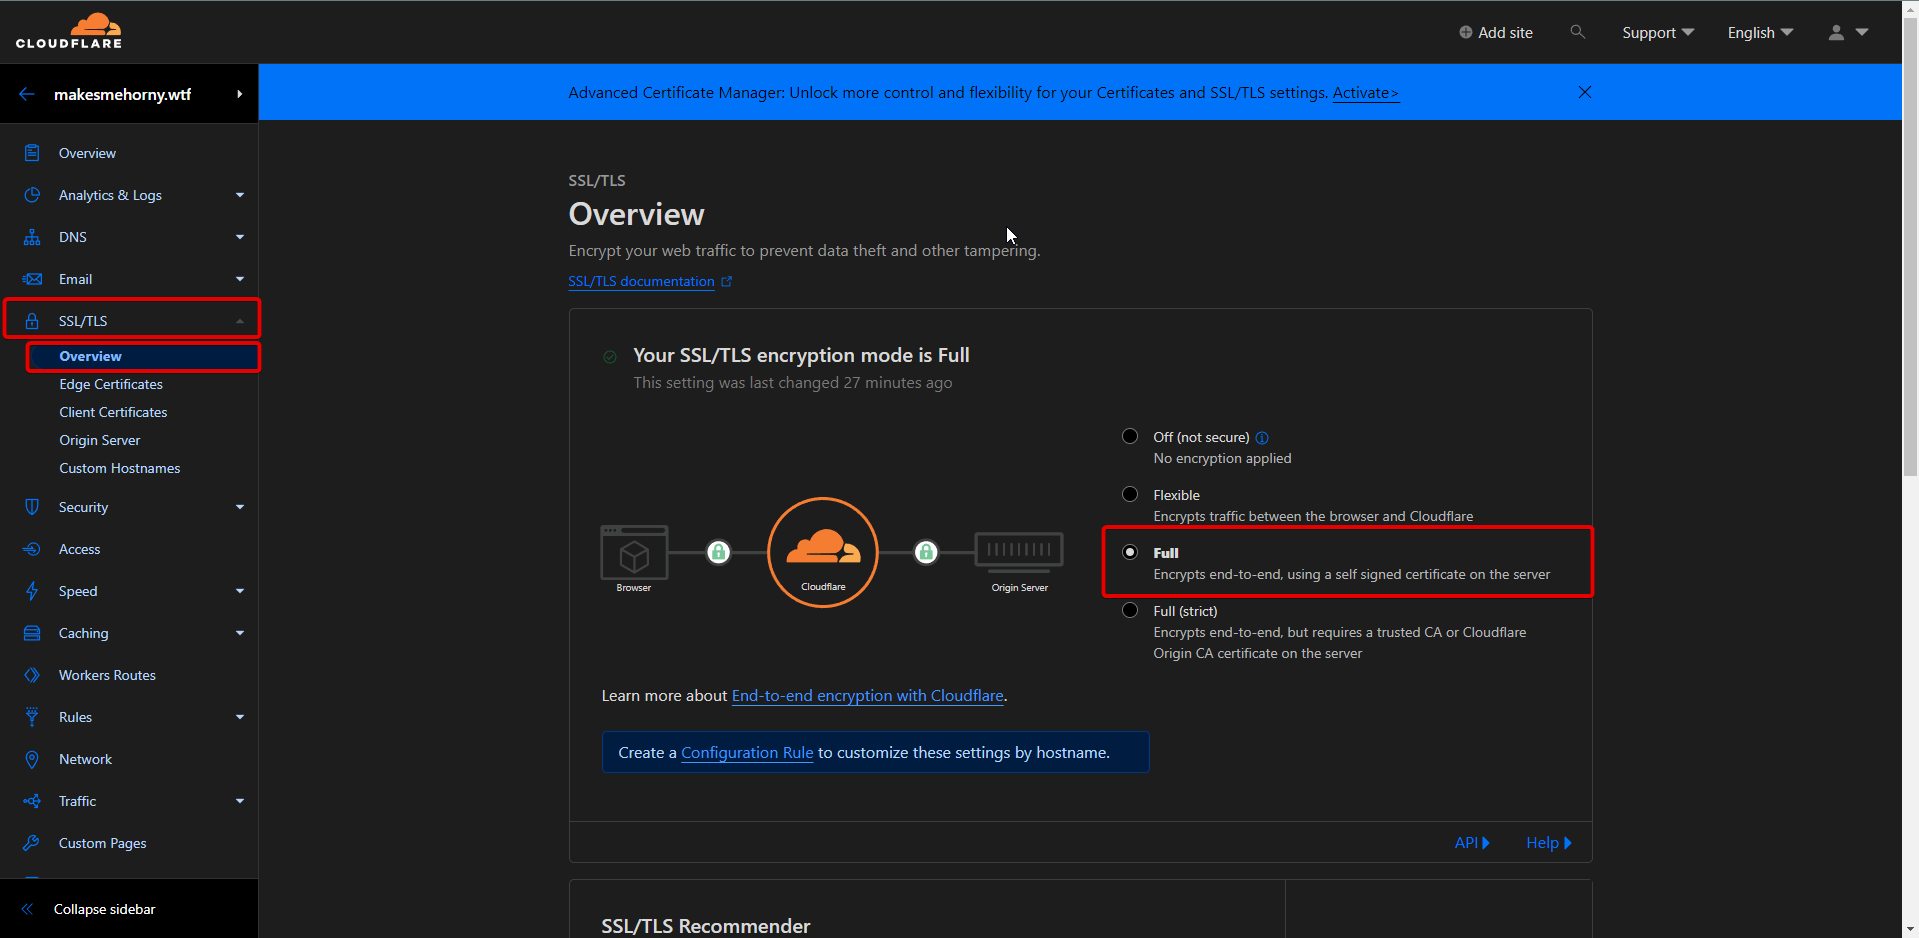 CLOUDFLARE
Add site
Support
English
makesmehorny.wtf
Advanced Certificate Manager: Unlock more control and flexibility for your Certificates and SSL/TLS settings. Activate>
Overview
Analytics & Logs
DNS
Email
SSL/TLS
Overview
Edge Certificates
Client Certificates
Origin Server
Custom Hostnames
Security
Access
Speed
Caching
Workers Routes
Rules
Network
Traffic
Custom Pages
Collapse sidebar
SSL/TLS
Overview
Encrypt your web traffic to prevent data theft and other tampering.
SSL/TLS documentation
Your SSL/TLS encryption mode is Full
This setting was last changed 27 minutes ago
Browser
Cloudflare
Origin Server
Off (not secure)
No encryption applied
Flexible
Encrypts traffic between the browser and Cloudflare
Full
Encrypts end-to-end, using a self signed certificate on the server
Full (strict)
Encrypts end-to-end, but requires a trusted CA or Cloudflare
Origin CA certificate on the server
Learn more about End-to-end encryption with Cloudflare.
Create a Configuration Rule to customize these settings by hostname.
API
Help
SSL/TLS Recommender